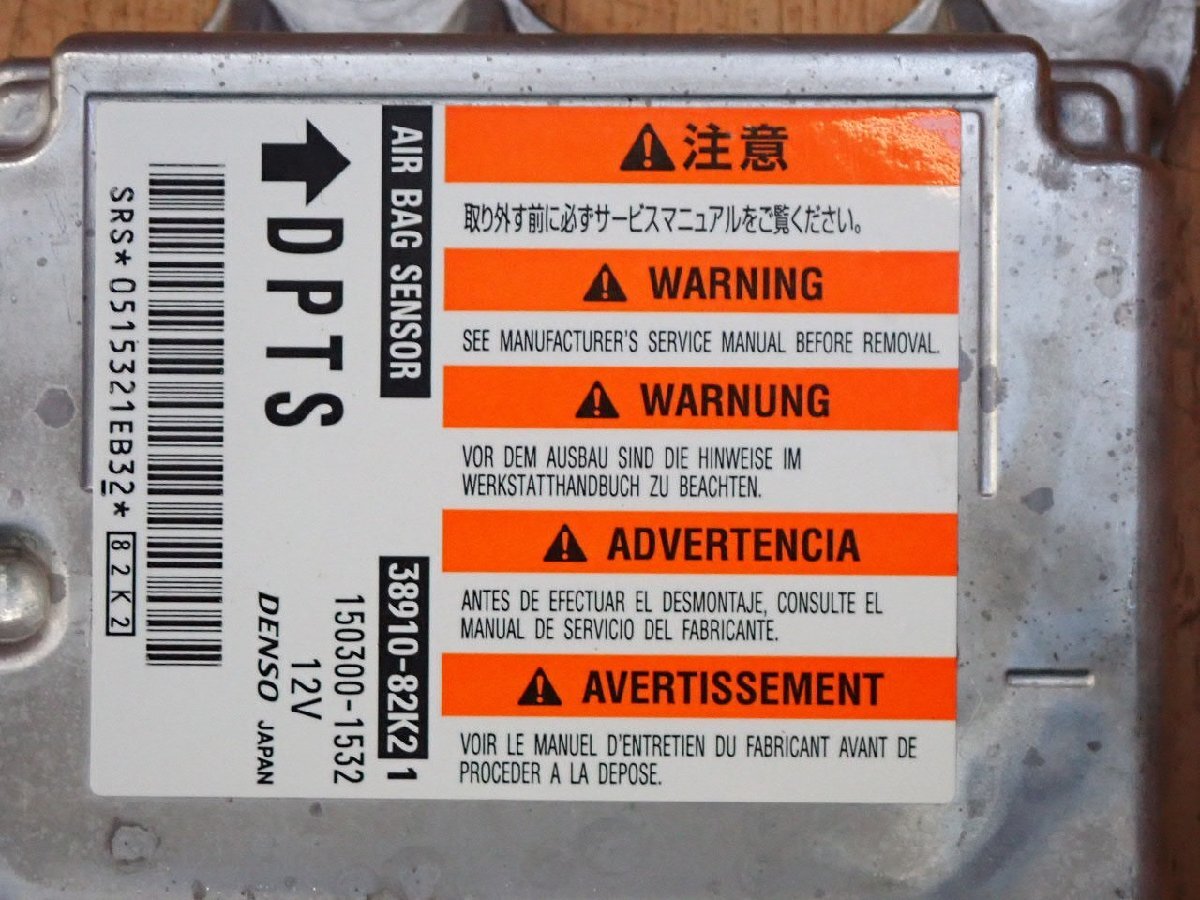 注意
取り外す前に必ずサービスマニュアルをご覧ください。
WARNING
SEE MANUFACTURER'S SERVICE MANUAL BEFORE REMOVAL.
WARNUNG
VOR DEM AUSBAU SIND DIE HINWEISE IM
WERKSTATTHANDBUCH ZU BEACHTEN.
ADVERTENCIA
ANTES DE EFECTUAR EL DESMONTAJE, CONSULTE EL
MANUAL DE SERVICIO DEL FABRICANTE.
AVERTISSEMENT
VOIR LE MANUEL D'ENTRETIEN DU FABRICANT AVANT DE
PROCEDER A LA DEPOSE.
AIR BAG SENSOR 38910-82K2 1
150300-1532
12V
DPTS
DENSO JAPAN
SRS*0515321EB32* 82K2